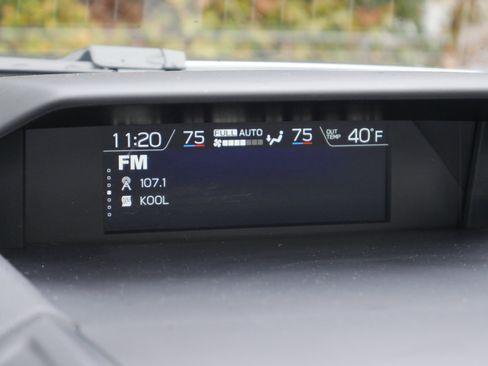 11:20 75 FULL AUTO 75 OUT TEMP 40°F
FM
107.1
KOOL